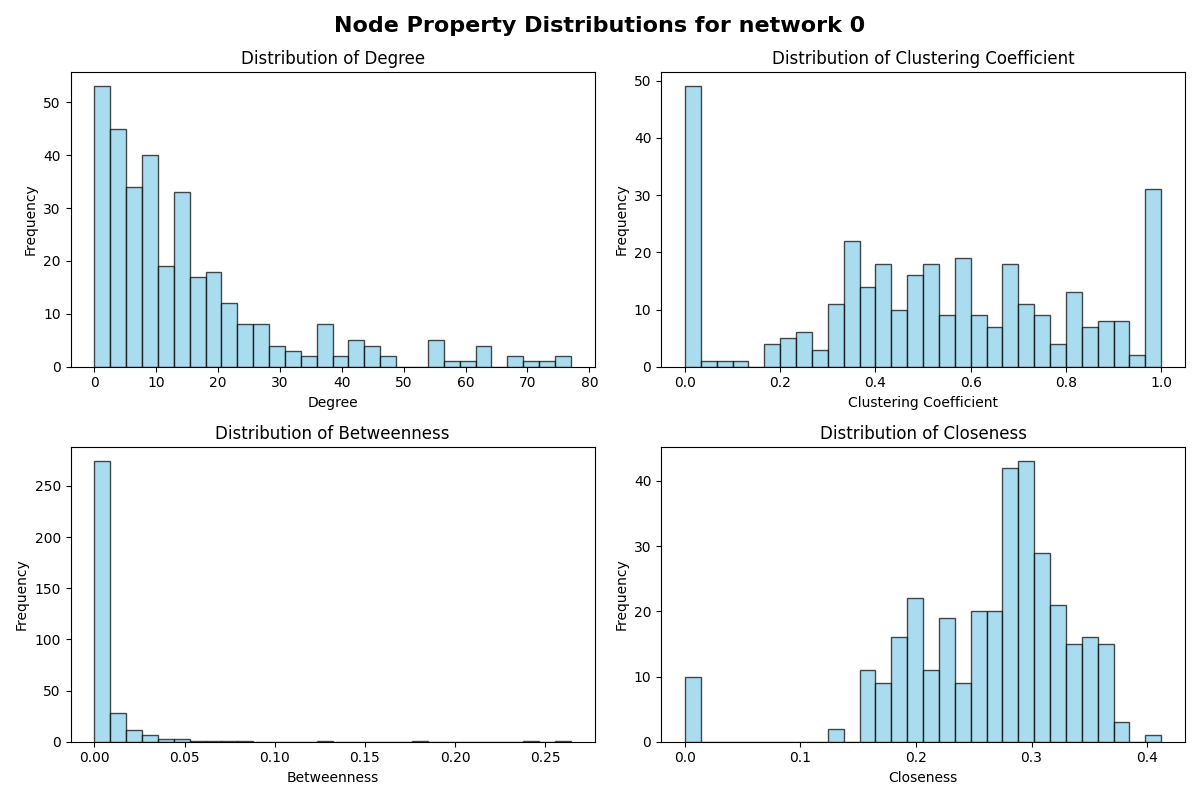 Node Property Distributions for network 0
Distribution of Degree
Frequency
0
10
20
30
40
50
0 10 20 30 40 50 60 70 80
Degree
Distribution of Clustering Coefficient
Frequency
0
10
20
30
40
50
0.0 0.2 0.4 0.6 0.8 1.0
Clustering Coefficient
Distribution of Betweenness
Frequency
0
50
100
150
200
250
0.00 0.05 0.10 0.15 0.20 0.25
Betweenness
Distribution of Closeness
Frequency
0
10
20
30
40
0.0 0.1 0.2 0.3 0.4
Closeness